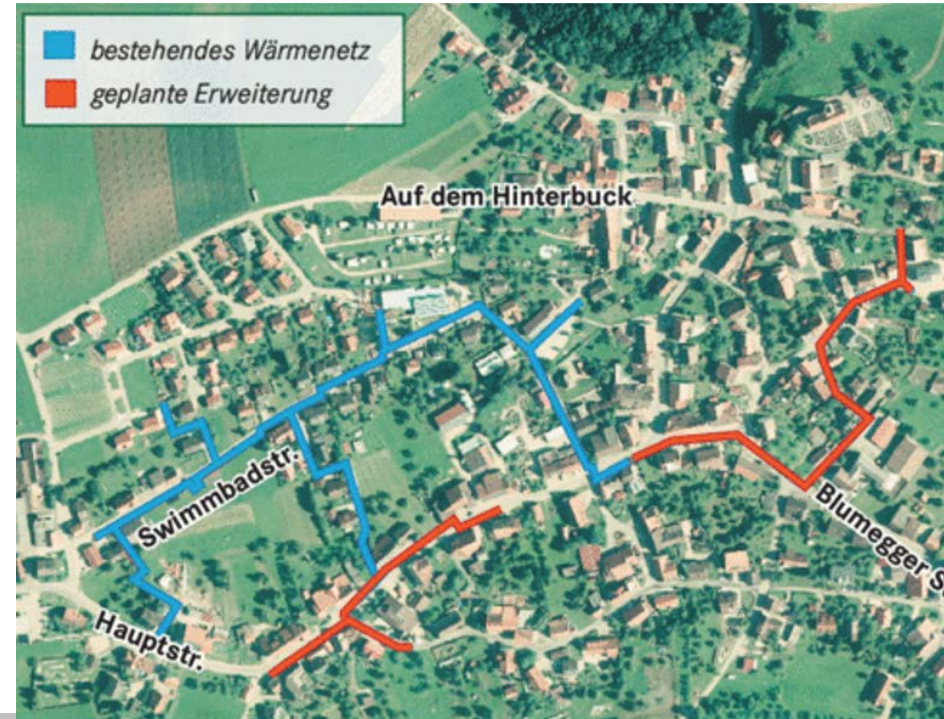 bestehendes Wärmenetz
geplante Erweiterung
Auf dem Hinterbuck
Swimmbadstr.
Blumegger S
Hauptstr.